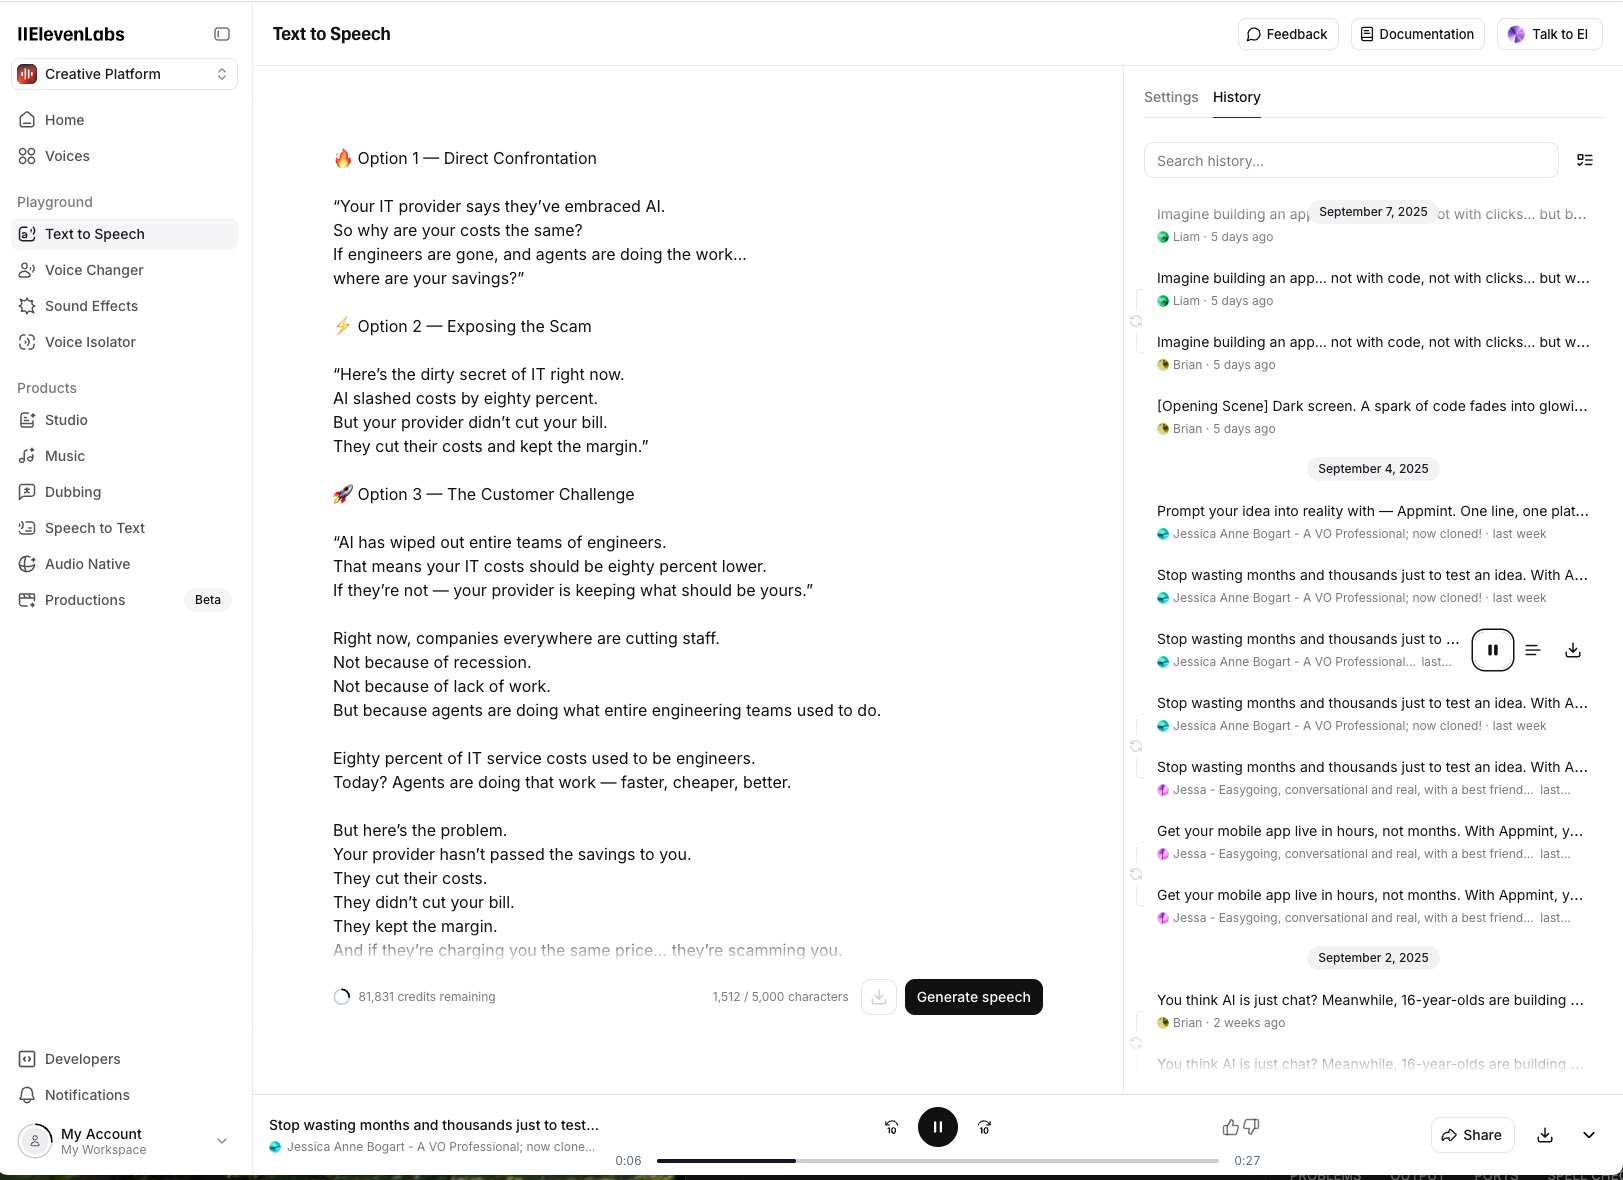 IIElevenLabs
Creative Platform
Home
Voices
Playground
Text to Speech
Voice Changer
Sound Effects
Voice Isolator
Products
Studio
Music
Dubbing
Speech to Text
Audio Native
Productions
Beta
Developers
Notifications
My Account
My Workspace
Text to Speech
Feedback
Documentation
Talk to El
🔥 Option 1 — Direct Confrontation
“Your IT provider says they’ve embraced AI.
So why are your costs the same?
If engineers are gone, and agents are doing the work…
where are your savings?”
⚡ Option 2 — Exposing the Scam
“Here’s the dirty secret of IT right now.
AI slashed costs by eighty percent.
But your provider didn’t cut your bill.
They cut their costs and kept the margin.”
🚀 Option 3 — The Customer Challenge
“AI has wiped out entire teams of engineers.
That means your IT costs should be eighty percent lower.
If they’re not — your provider is keeping what should be yours.”
Right now, companies everywhere are cutting staff.
Not because of recession.
Not because of lack of work.
But because agents are doing what entire engineering teams used to do.
Eighty percent of IT service costs used to be engineers.
Today? Agents are doing that work — faster, cheaper, better.
But here’s the problem.
Your provider hasn’t passed the savings to you.
They cut their costs.
They didn’t cut your bill.
They kept the margin.
And if they’re charging you the same price… they’re scamming you.
81,831 credits remaining
1,512 / 5,000 characters
Generate speech
Settings
History
Search history...
September 7, 2025
Imagine building an app ot with clicks… but b...
Liam · 5 days ago
Imagine building an app… not with code, not with clicks… but w...
Liam · 5 days ago
Imagine building an app… not with code, not with clicks… but w...
Brian · 5 days ago
[Opening Scene] Dark screen. A spark of code fades into glowi...
Brian · 5 days ago
September 4, 2025
Prompt your idea into reality with — Appmint. One line, one plat...
Jessica Anne Bogart - A VO Professional; now cloned! · last week
Stop wasting months and thousands just to test an idea. With A...
Jessica Anne Bogart - A VO Professional; now cloned! · last week
Stop wasting months and thousands just to ...
Jessica Anne Bogart - A VO Professional... last...
Stop wasting months and thousands just to test an idea. With A...
Jessica Anne Bogart - A VO Professional; now cloned! · last week
Stop wasting months and thousands just to test an idea. With A...
Jessa - Easygoing, conversational and real, with a best friend... last...
Get your mobile app live in hours, not months. With Appmint, y...
Jessa - Easygoing, conversational and real, with a best friend... last...
Get your mobile app live in hours, not months. With Appmint, y...
Jessa - Easygoing, conversational and real, with a best friend... last...
September 2, 2025
You think AI is just chat? Meanwhile, 16-year-olds are building ...
Brian · 2 weeks ago
You think AI is just chat? Meanwhile, 16-year-olds are building ...
Stop wasting months and thousands just to test...
Jessica Anne Bogart - A VO Professional; now clone...
10
10
0:06
0:27
Share
PROBLEMS OUTPUT PORTS SPELL